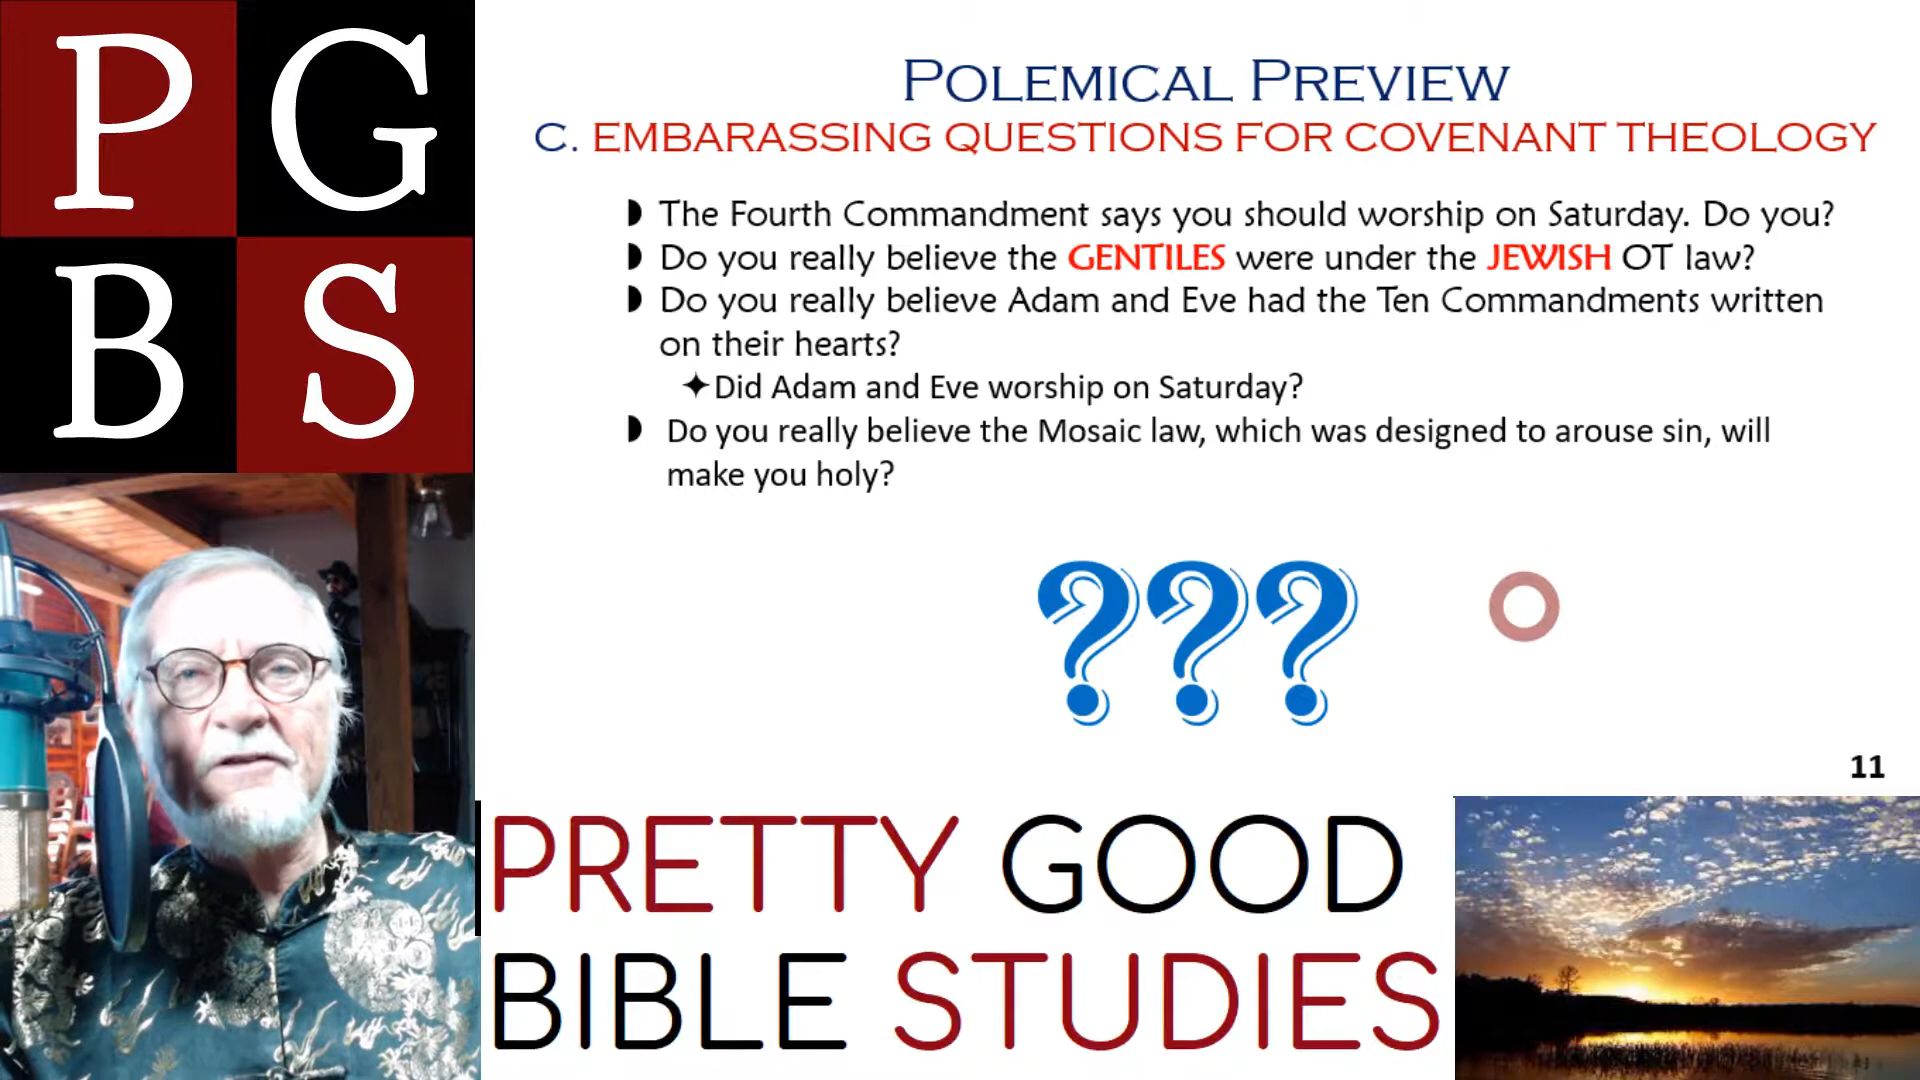 P G
B S
POLEMICAL PREVIEW
C. EMBARASSING QUESTIONS FOR COVENANT THEOLOGY
The Fourth Commandment says you should worship on Saturday. Do you?
Do you really believe the GENTILES were under the JEWISH OT law?
Do you really believe Adam and Eve had the Ten Commandments written
on their hearts?
Did Adam and Eve worship on Saturday?
Do you really believe the Mosaic law, which was designed to arouse sin, will
make you holy?
???
11
PRETTY GOOD
BIBLE STUDIES